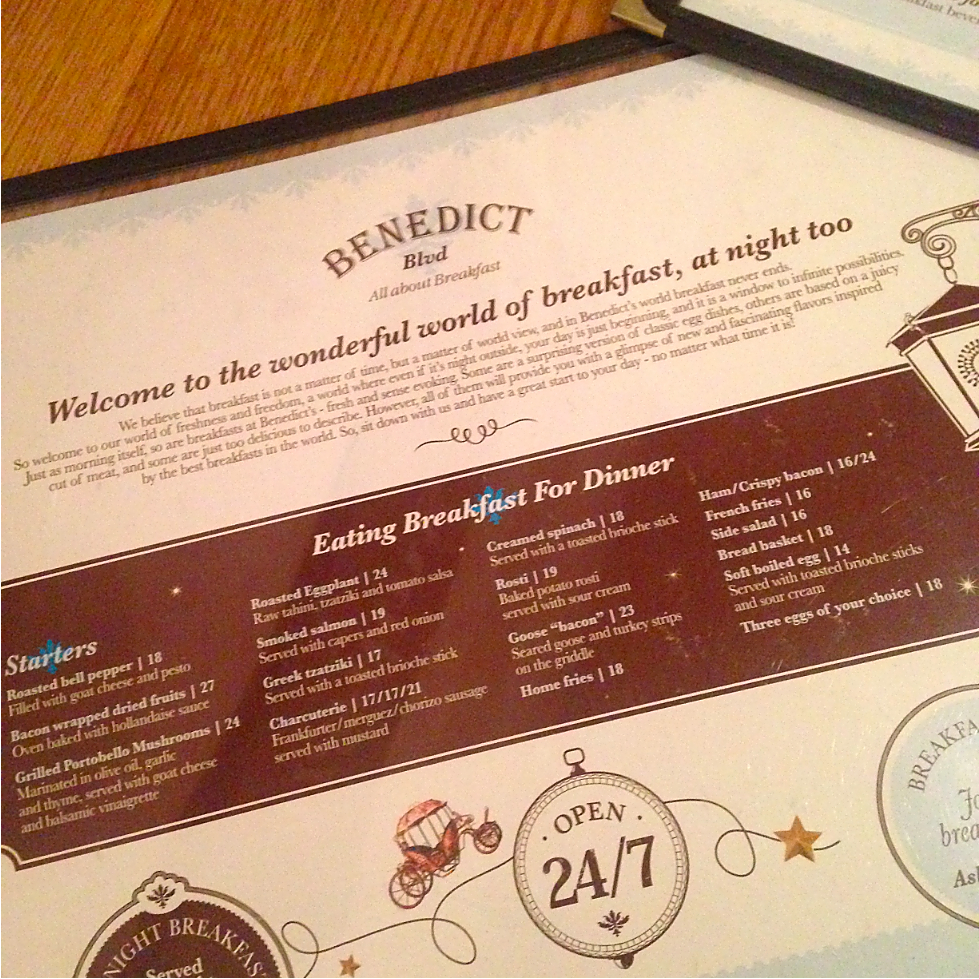 BENEDICT
Blvd
All about Breakfast
Welcome to the wonderful world of breakfast, at night too
We believe that breakfast is not a matter of time, but a matter of world view, and in Benedict's world breakfast never ends.
So welcome to our world of freshness and freedom, a world where even if it's night outside, your day is just beginning, and it is a window to infinite possibilities.
Just as morning itself, so are breakfasts at Benedict's - fresh and sense evoking. Some are a surprising version of classic egg dishes, others are based on a juicy
cut of meat, and some are just too delicious to describe. However, all of them will provide you with a glimpse of new and fascinating flavors inspired
by the best breakfasts in the world. So, sit down with us and have a great start to your day - no matter what time it is!
Eating Breakfast For Dinner
Starters
Roasted bell pepper | 18
Filled with goat cheese and pesto
Bacon wrapped dried fruits | 27
Oven baked with hollandaise sauce
Grilled Portobello Mushrooms | 24
Marinated in olive oil, garlic
and thyme, served with goat cheese
and balsamic vinaigrette
Roasted Eggplant | 24
Raw tahini, tzatziki and tomato salsa
Smoked salmon | 19
Served with capers and red onion
Greek tzatziki | 17
Served with a toasted brioche stick
Charcuterie | 17/17/21
Frankfurter/merguez/chorizo sausage
served with mustard
Creamed spinach | 18
Served with a toasted brioche stick
Rosti | 19
Baked potato rosti
served with sour cream
Goose "bacon" | 23
Seared goose and turkey strips
on the griddle
Home fries | 18
Ham/Crispy bacon | 16/24
French fries | 16
Side salad | 16
Bread basket | 18
Soft boiled egg | 14
Served with toasted brioche sticks
and sour cream
Three eggs of your choice | 18
· OPEN ·
24/7
NIGHT BREAKFAS
Served
BREAKFA
brea